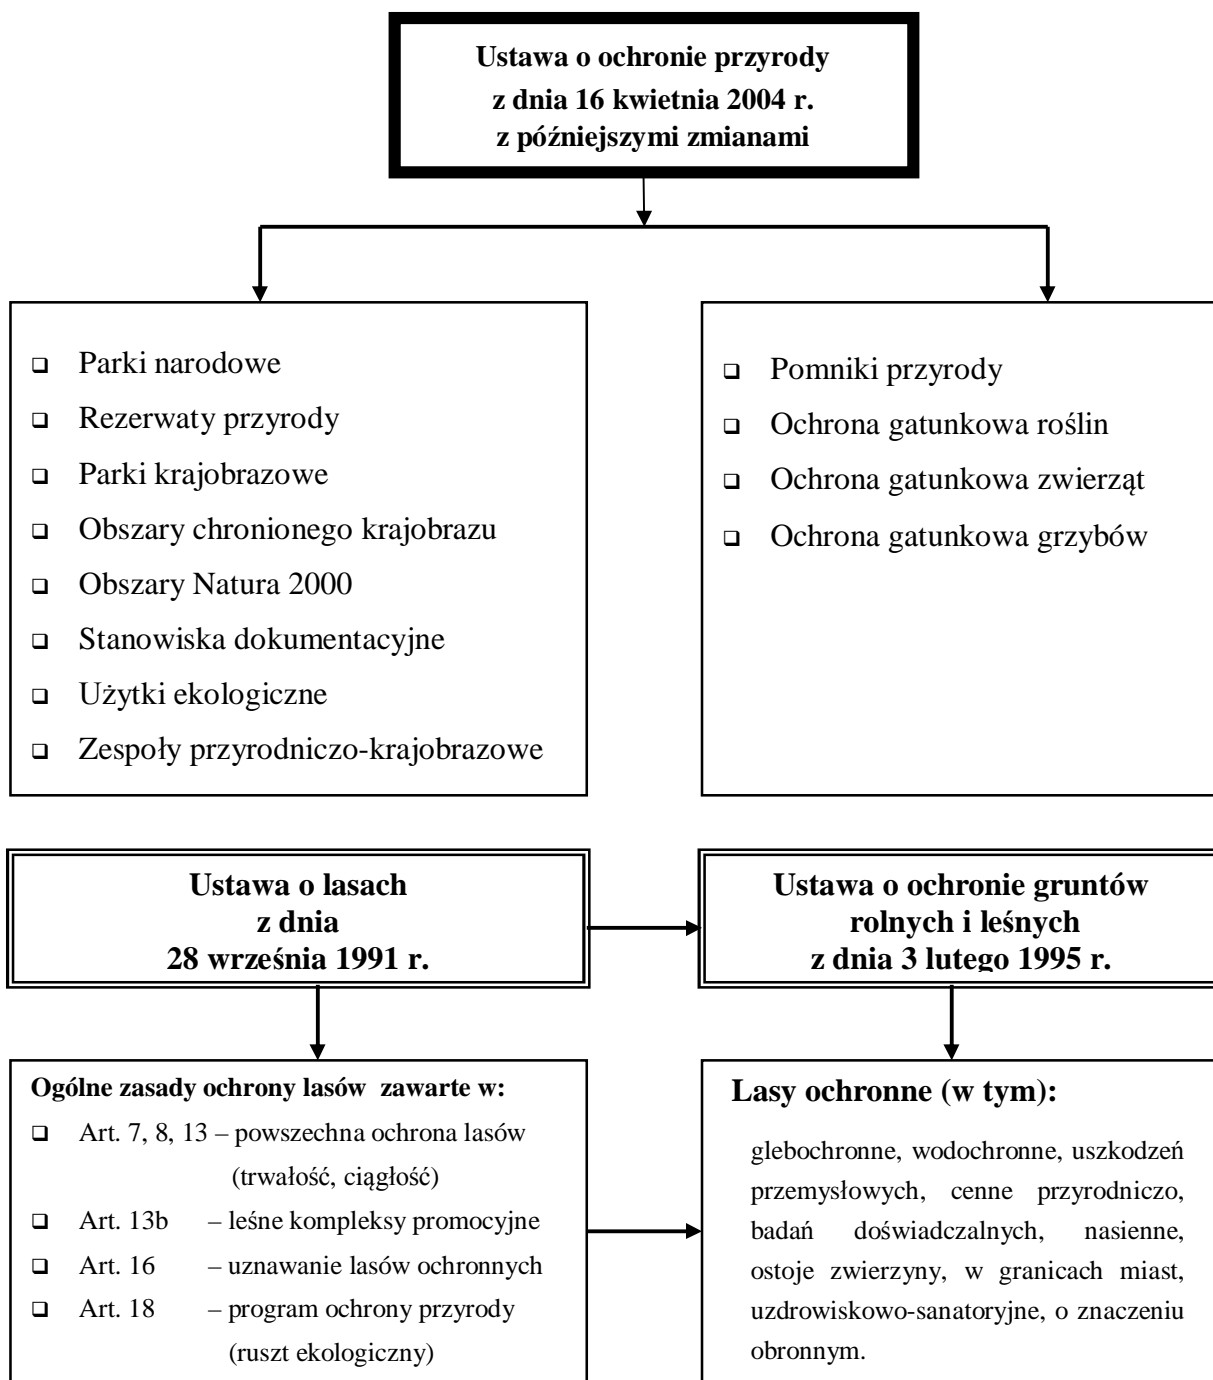 Ustawa o ochronie przyrody
z dnia 16 kwietnia 2004 r.
z późniejszymi zmianami
Parki narodowe
Rezerwaty przyrody
Parki krajobrazowe
Obszary chronionego krajobrazu
Obszary Natura 2000
Stanowiska dokumentacyjne
Użytki ekologiczne
Zespoły przyrodniczo-krajobrazowe
Pomniki przyrody
Ochrona gatunkowa roślin
Ochrona gatunkowa zwierząt
Ochrona gatunkowa grzybów
Ustawa o lasach
z dnia
28 września 1991 r.
Ustawa o ochronie gruntów
rolnych i leśnych
z dnia 3 lutego 1995 r.
Ogólne zasady ochrony lasów zawarte w:
Art. 7, 8, 13 – powszechna ochrona lasów
(trwałość, ciągłość)
Art. 13b – leśne kompleksy promocyjne
Art. 16 – uznawanie lasów ochronnych
Art. 18 – program ochrony przyrody
(ruszt ekologiczny)
Lasy ochronne (w tym):
glebochronne, wodochronne, uszkodzeń
przemysłowych, cenne przyrodniczo,
badań doświadczalnych, nasienne,
ostoje zwierzyny, w granicach miast,
uzdrowiskowo-sanatoryjne, o znaczeniu
obronnym.